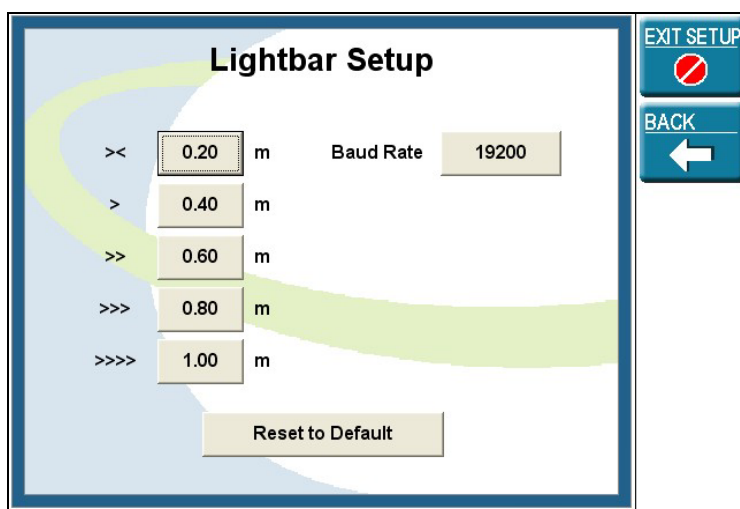 Lightbar Setup
EXIT SETUP
BACK
>< 0.20 m Baud Rate 19200
> 0.40 m
>> 0.60 m
>>> 0.80 m
>>>> 1.00 m
Reset to Default